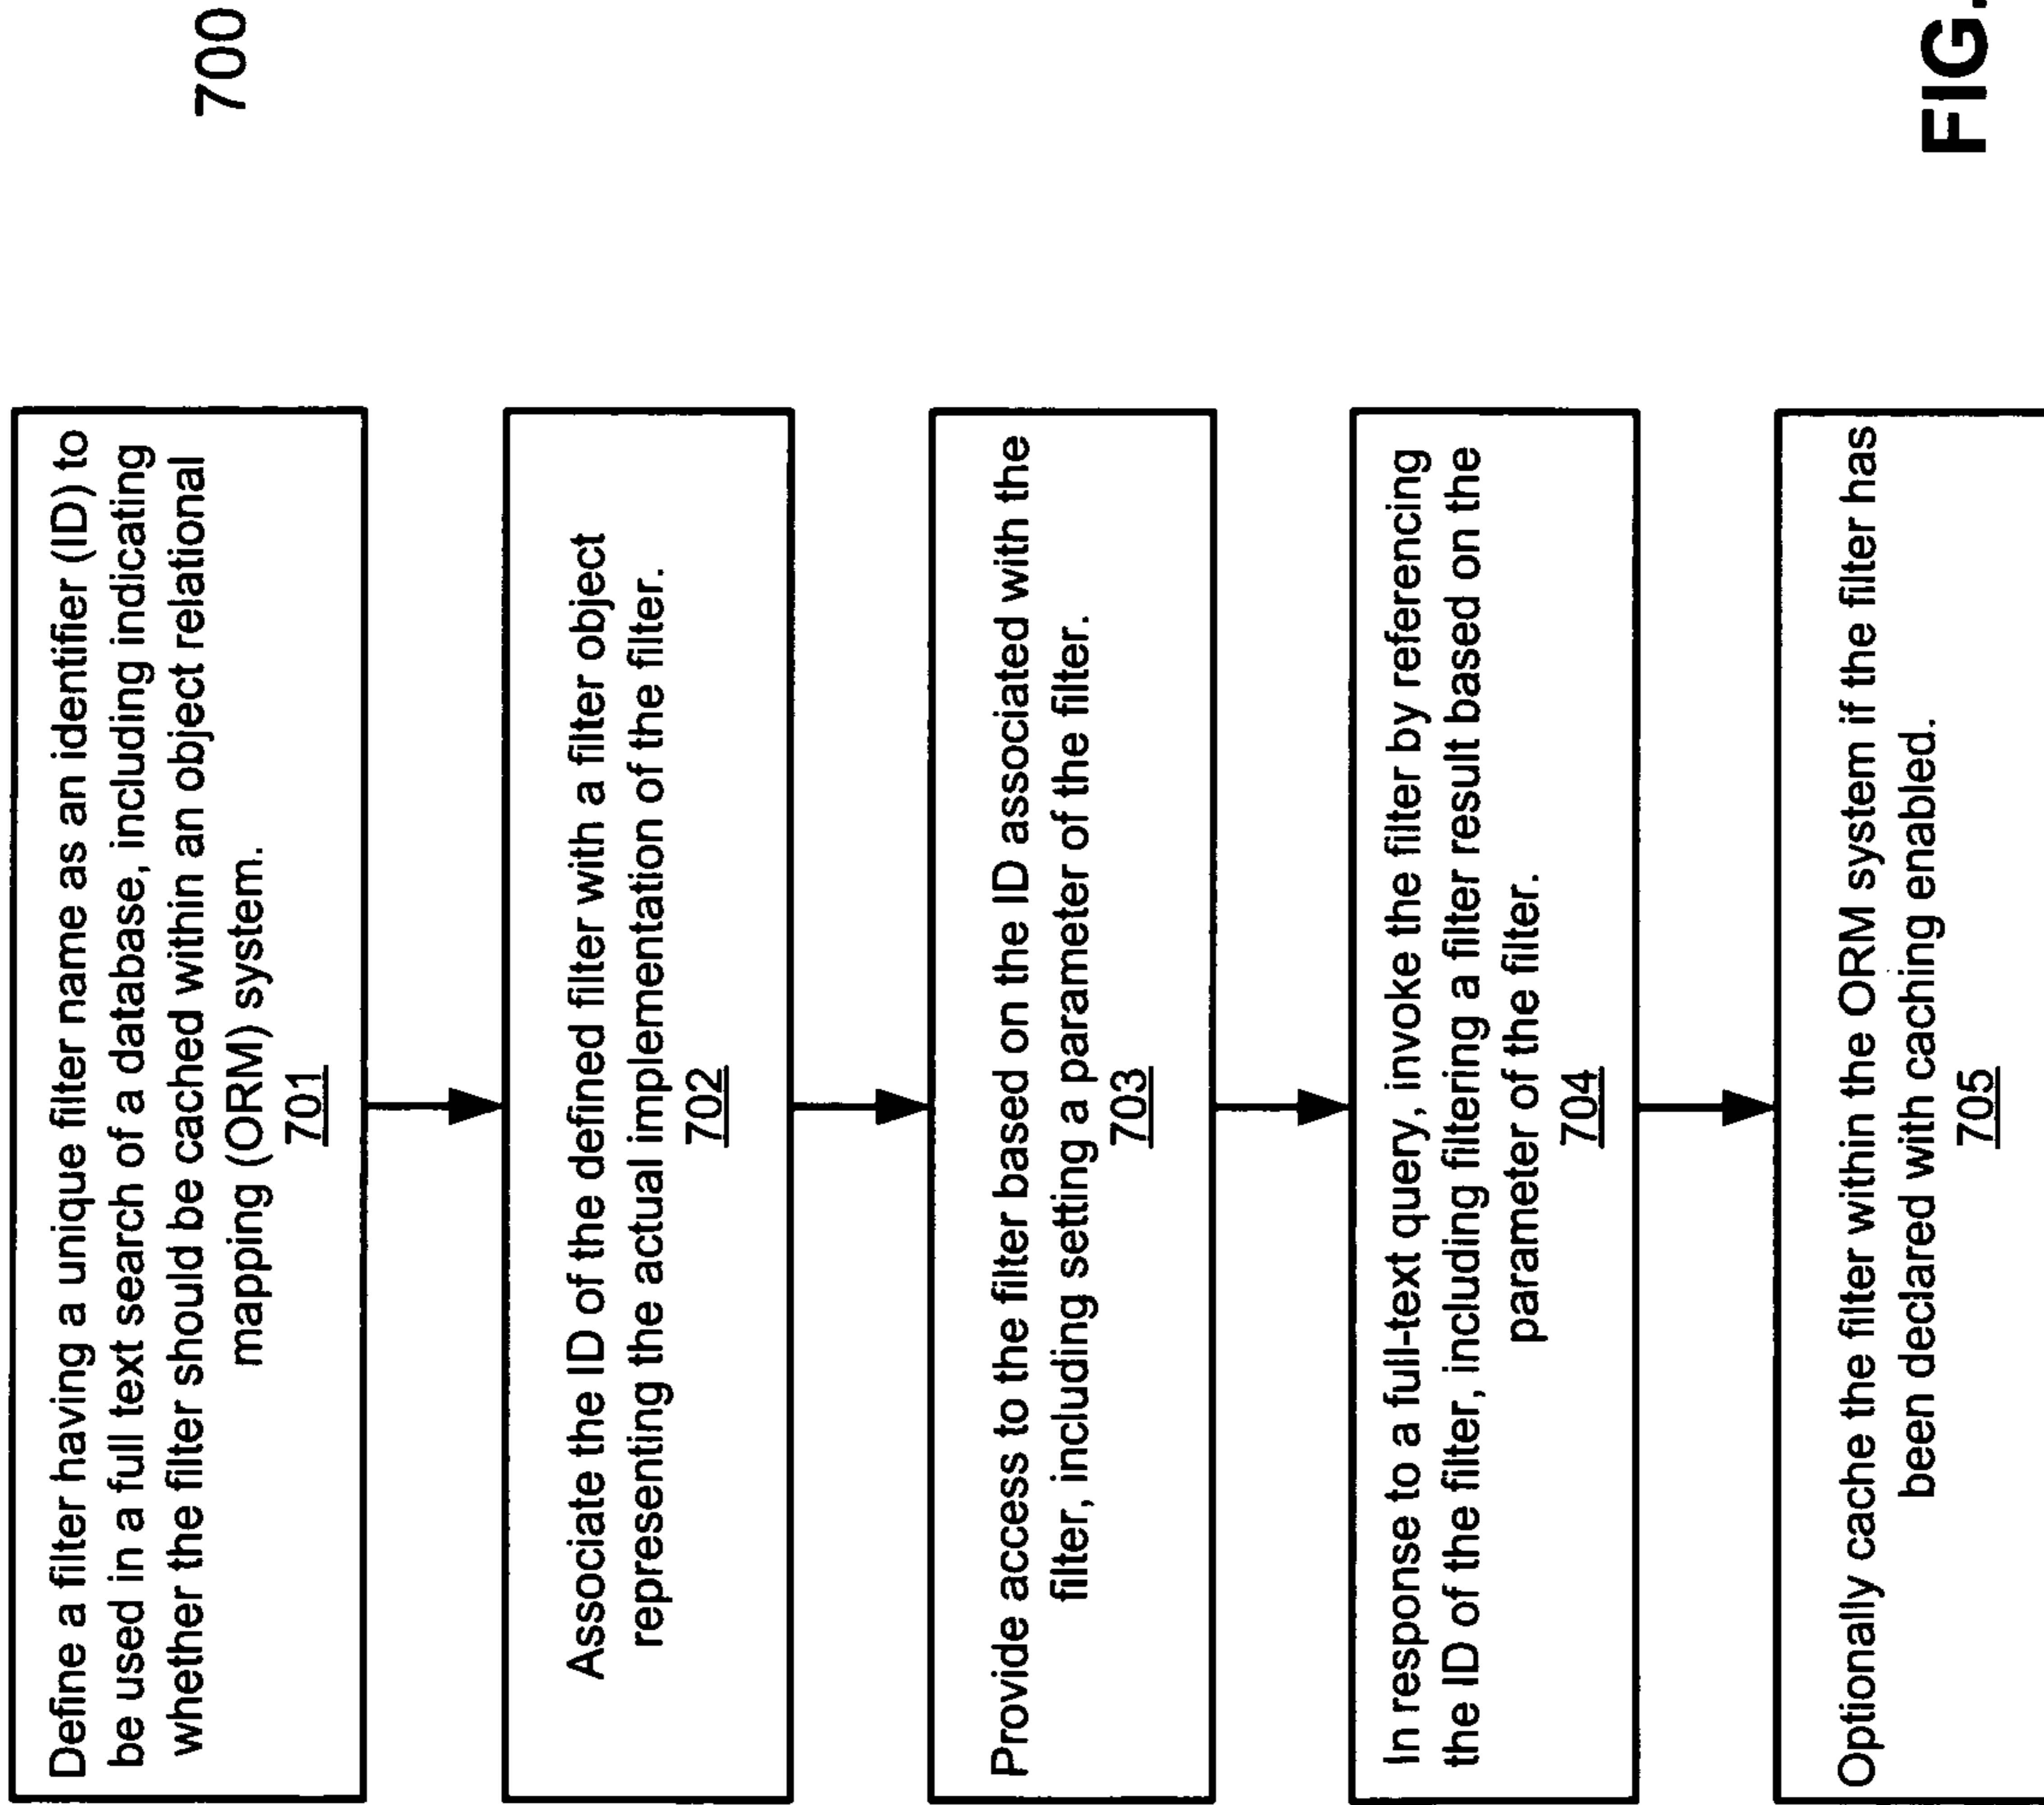 Define a filter having a unique filter name as an identifier (ID) to
be used in a full text search of a database, including indicating
whether the filter should be cached within an object relational
mapping (ORM) system.
701
Associate the ID of the defined filter with a filter object
representing the actual implementation of the filter.
702
Provide access to the filter based on the ID associated with the
filter, including setting a parameter of the filter.
703
In response to a full-text query, invoke the filter by referencing
the ID of the filter, including filtering a filter result based on the
parameter of the filter.
704
Optionally cache the filter within the ORM system if the filter has
been declared with caching enabled.
705
700
FIG.